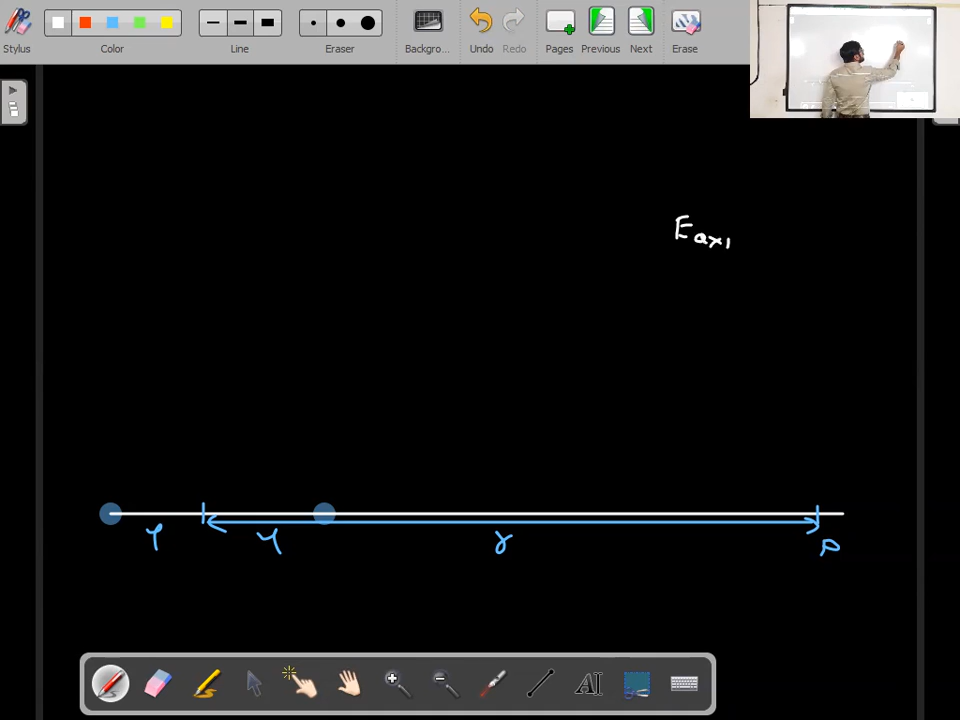 Stylus Color Line Eraser Backgro... Undo Redo Pages Previous Next Erase
Eaxi
r
P